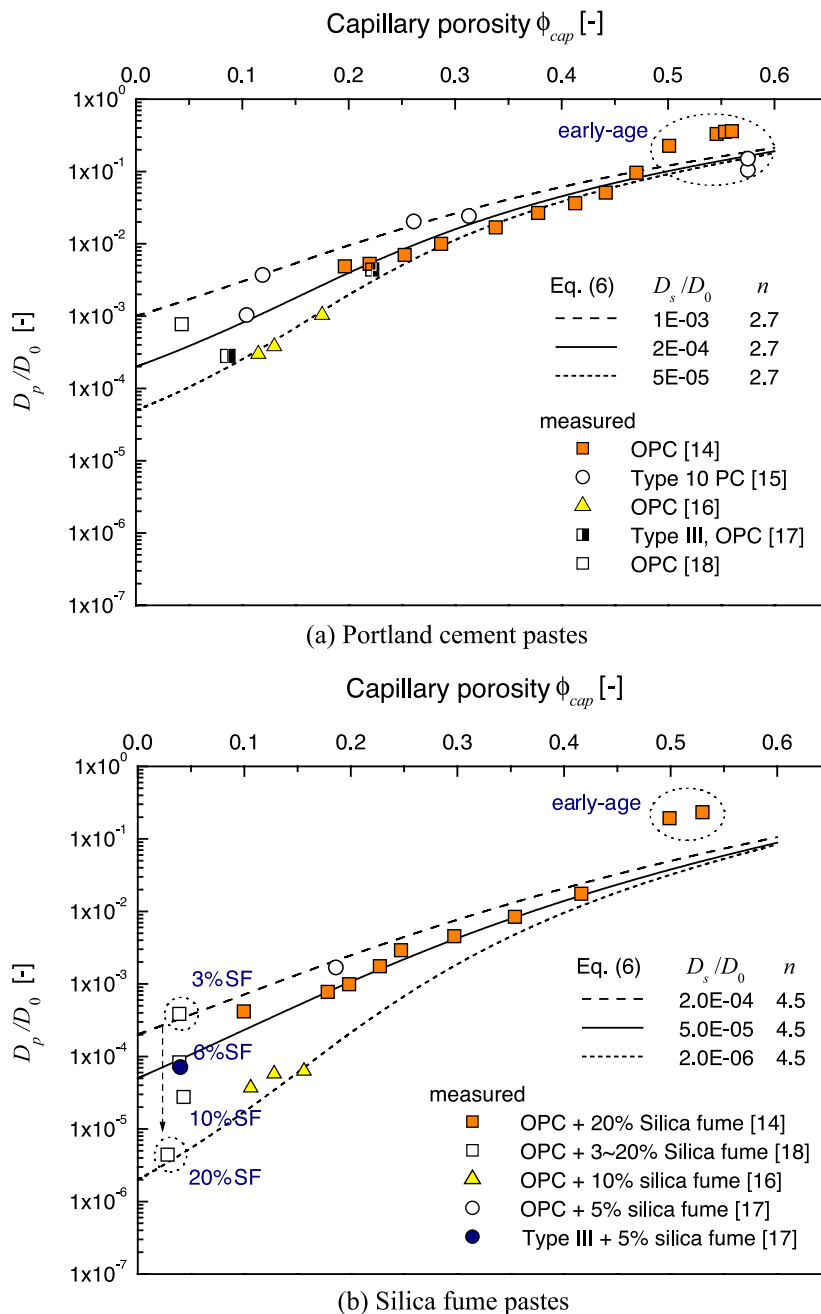 Capillary porosity ϕcap [-]
0.0 0.1 0.2 0.3 0.4 0.5 0.6
1x10^0
early-age
1x10^-1
1x10^-2
Dp/D0 [-]
1x10^-3
Eq. (6) Ds/D0 n
1E-03 2.7
2E-04 2.7
1x10^-4
5E-05 2.7
measured
1x10^-5
OPC [14]
Type 10 PC [15]
1x10^-6
OPC [16]
Type III, OPC [17]
1x10^-7
OPC [18]
(a) Portland cement pastes
Capillary porosity ϕcap [-]
0.0 0.1 0.2 0.3 0.4 0.5 0.6
1x10^0
early-age
1x10^-1
1x10^-2
Dp/D0 [-]
1x10^-3
3%SF
Eq. (6) Ds/D0 n
2.0E-04 4.5
1x10^-4
6%SF
5.0E-05 4.5
2.0E-06 4.5
10%SF
measured
1x10^-5
OPC + 20% Silica fume [14]
20%SF
OPC + 3~20% Silica fume [18]
1x10^-6
OPC + 10% silica fume [16]
OPC + 5% silica fume [17]
1x10^-7
Type III + 5% silica fume [17]
(b) Silica fume pastes